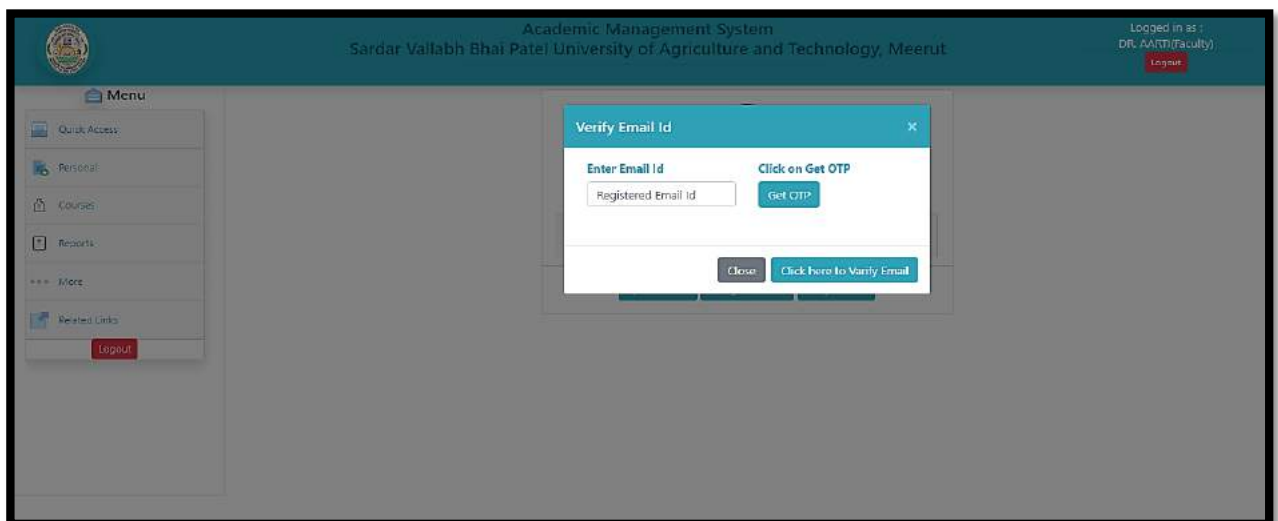 Academic Management System
Sardar Vallabh Bhai Patel University of Agriculture and Technology, Meerut
Logged in as :
DR. AARTI(Faculty)
Logout
Menu
Quick Access
Personal
Courses
Reports
More
Related Links
Logout
Verify Email Id
×
Enter Email Id
Click on Get OTP
Registered Email Id
Get OTP
Close
Click here to Varify Email